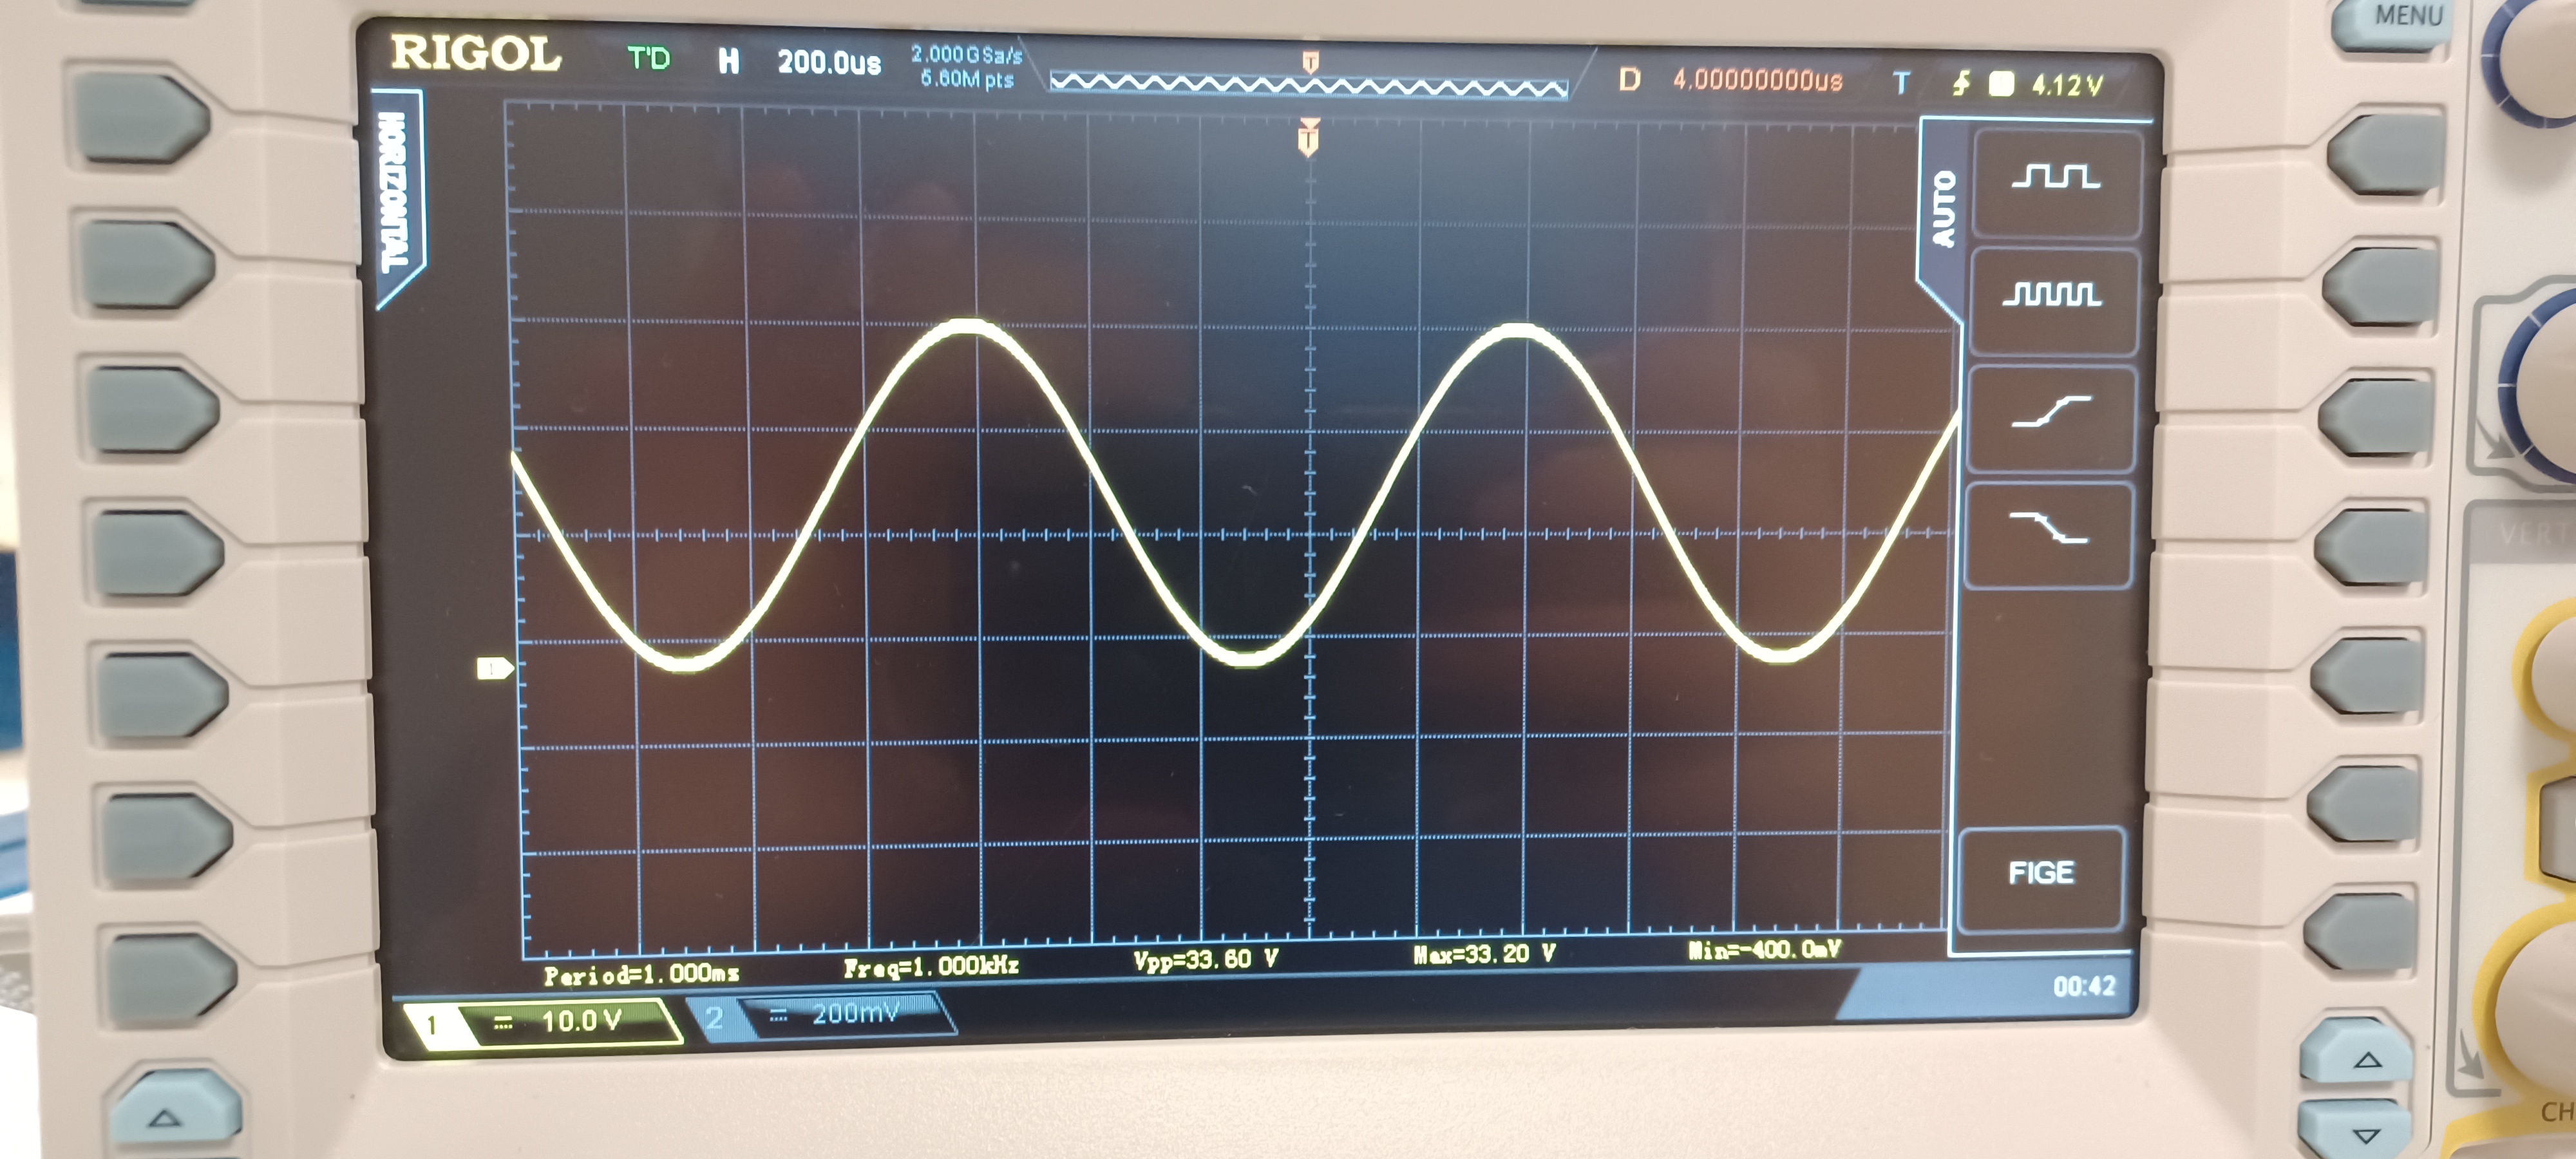 MENU
RIGOL T'D H 200.0us 2.000GSa/s 5.60M pts T D 4.00000000us T 4.12V
HORIZONTAL
T
AUTO
1
FIGE
VERT
Period=1.000ms Freq=1.000kHz Vpp=33.60 V Max=33.20 V Min=-400.0mV
00:42
1 10.0V 2 200mV
CH